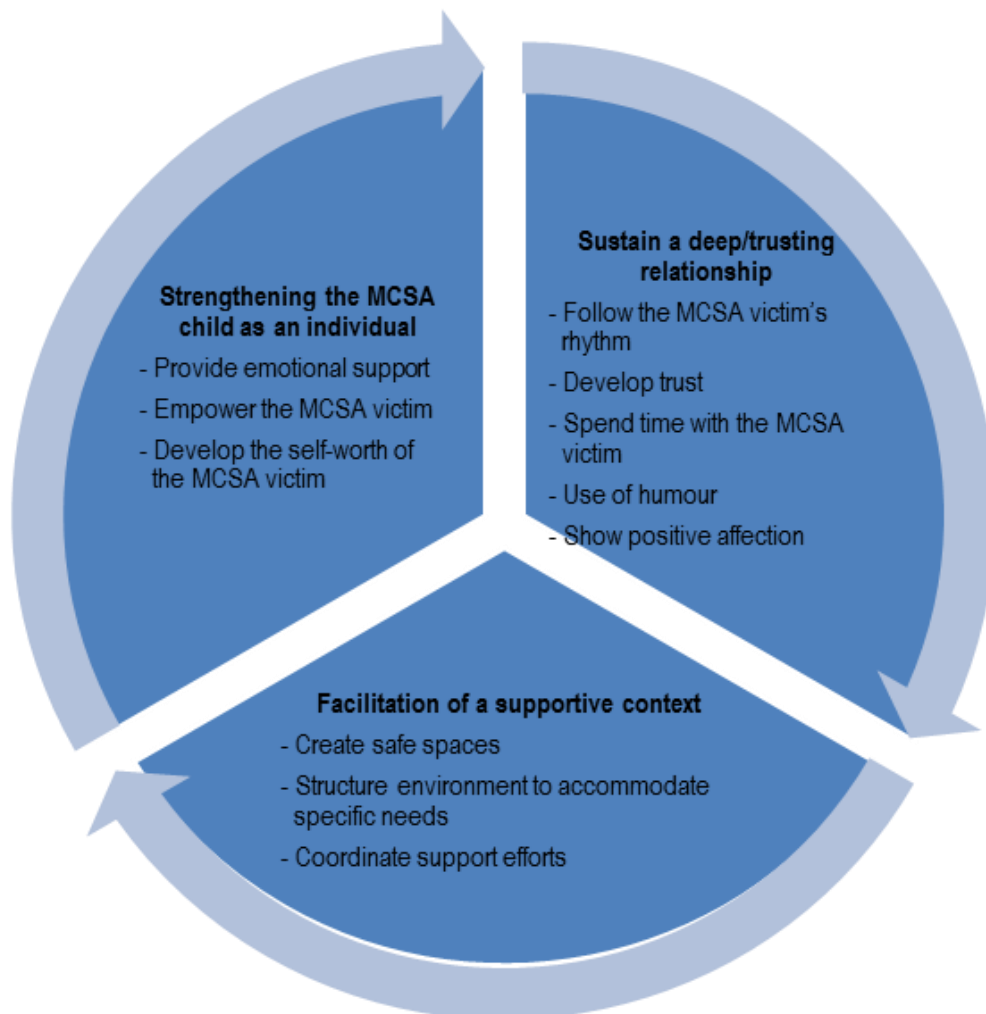 Strengthening the MCSA
child as an individual
- Provide emotional support
- Empower the MCSA victim
- Develop the self-worth of
the MCSA victim
Sustain a deep/trusting
relationship
- Follow the MCSA victim's
rhythm
- Develop trust
- Spend time with the MCSA
victim
- Use of humour
- Show positive affection
Facilitation of a supportive context
- Create safe spaces
- Structure environment to accommodate
specific needs
- Coordinate support efforts